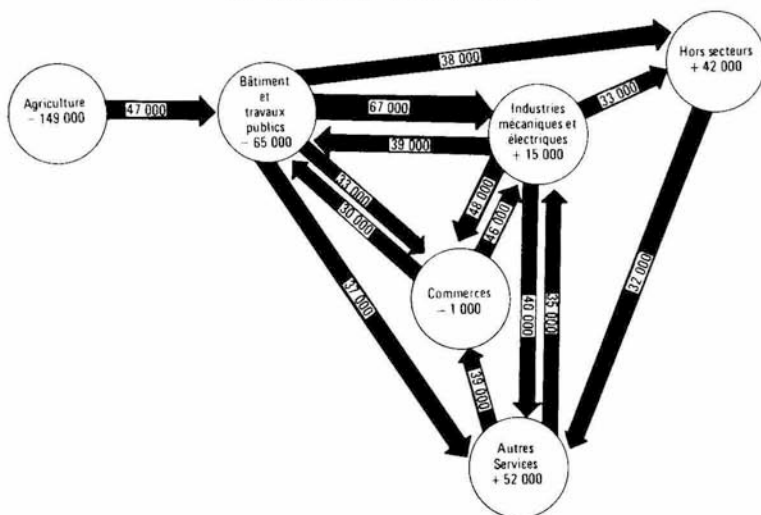 Agriculture
– 149 000
47 000
Bâtiment
et
travaux
publics
– 65 000
38 000
67 000
39 000
Industries
mécaniques et
électriques
+ 15 000
33 000
Hors secteurs
+ 42 000
33 000
30 000
48 000
46 000
37 000
Commerces
– 1 000
40 000
35 000
32 000
39 000
Autres
Services
+ 52 000